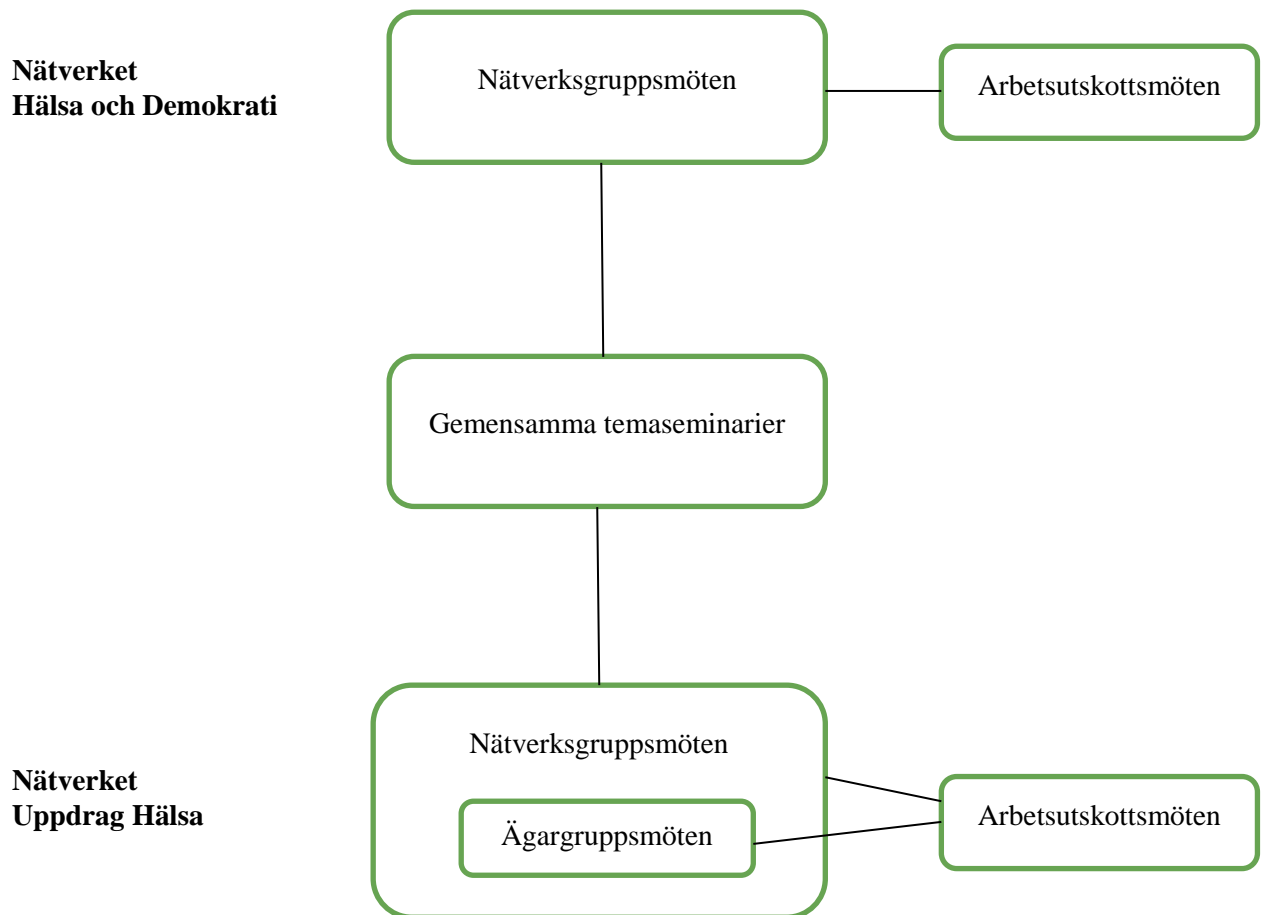 Nätverket
Hälsa och Demokrati
Nätverksgruppsmöten
Arbetsutskottsmöten
Gemensamma temaseminarier
Nätverket
Uppdrag Hälsa
Nätverksgruppsmöten
Ägargruppsmöten
Arbetsutskottsmöten